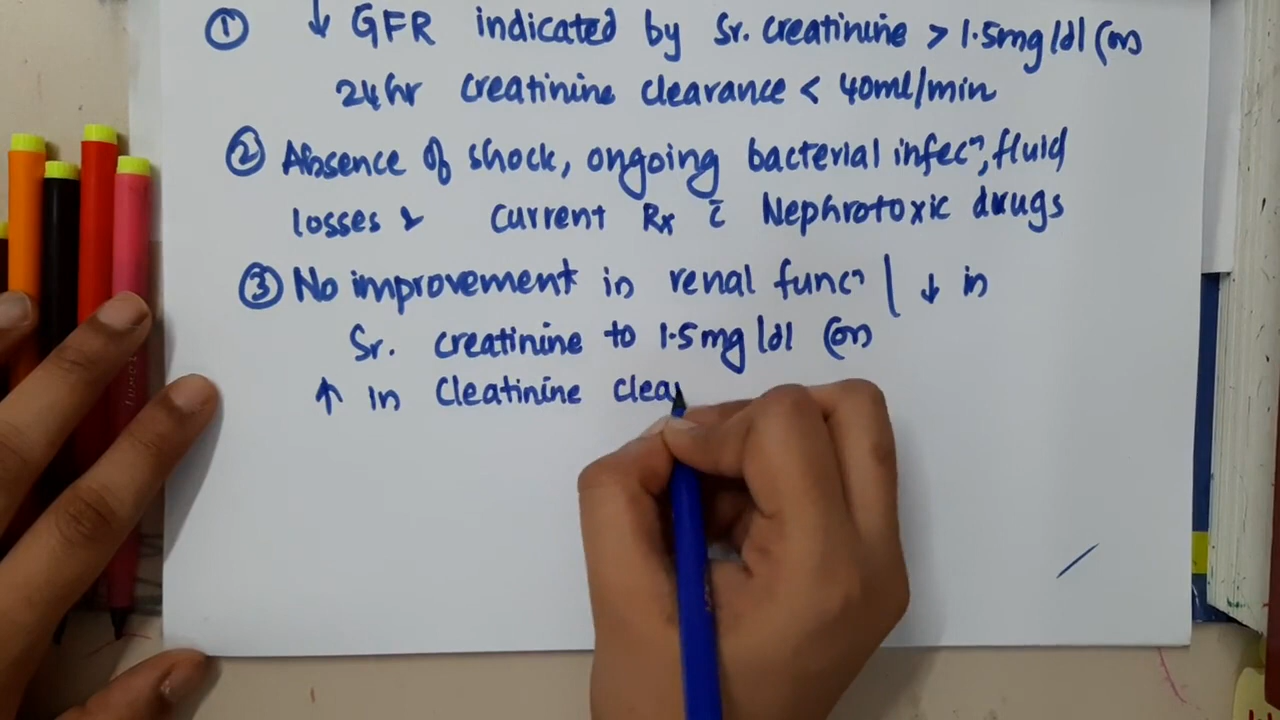 ① ↓ GFR indicated by Sr. creatinine > 1.5mg/dl (or)
24hr creatinine clearance < 40ml/min
② Absence of shock, ongoing bacterial infecⁿ, fluid
losses & current Rx c̄ Nephrotoxic drugs
③ No improvement in renal funcⁿ | ↓ in
Sr. creatinine to 1.5mg/dl (or)
↑ in Cleatinine clea